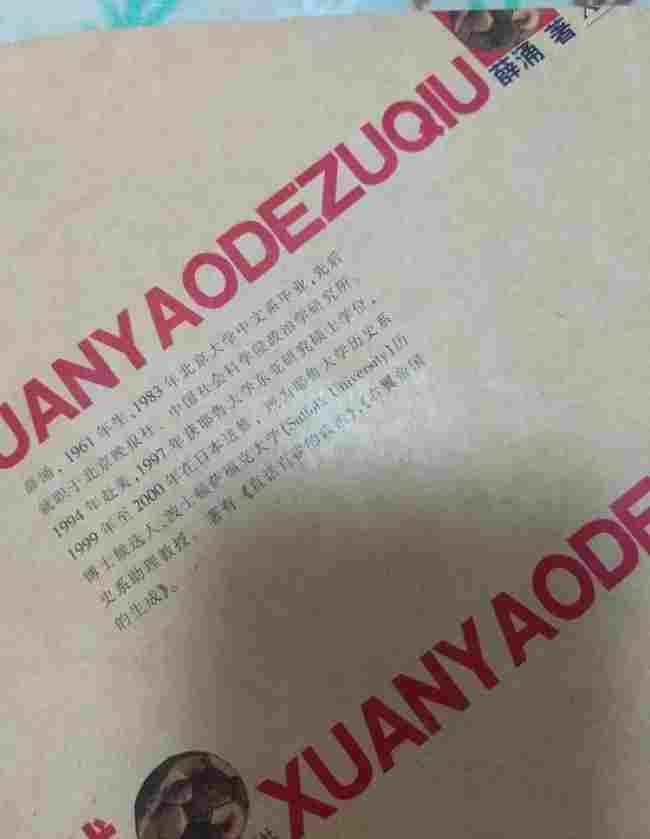 薛涌 著
XUANYAODEZUQIU
薛涌，1961年生，1983年北京大学中文系毕业，先后
就职于北京晚报社、中国社会科学院政治学研究所，
1994年赴美，1997年获耶鲁大学东亚研究硕士学位，
1999年至2000年在日本进修，现为耶鲁大学历史系
博士候选人、波士顿萨福克大学（Suffolk University）历
史系助理教授。著有《直话直说的政治》、《右翼帝国
的生成》。
XUANYAODE